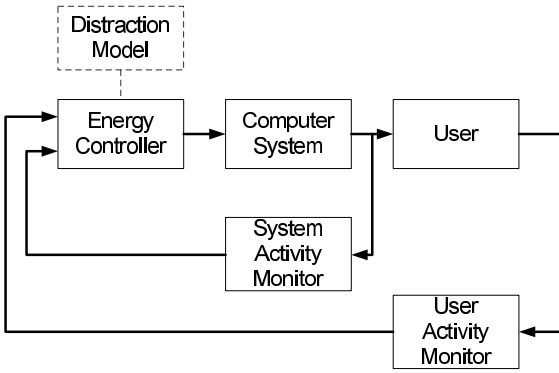 Distraction
Model
Energy
Controller
Computer
System
User
System
Activity
Monitor
User
Activity
Monitor